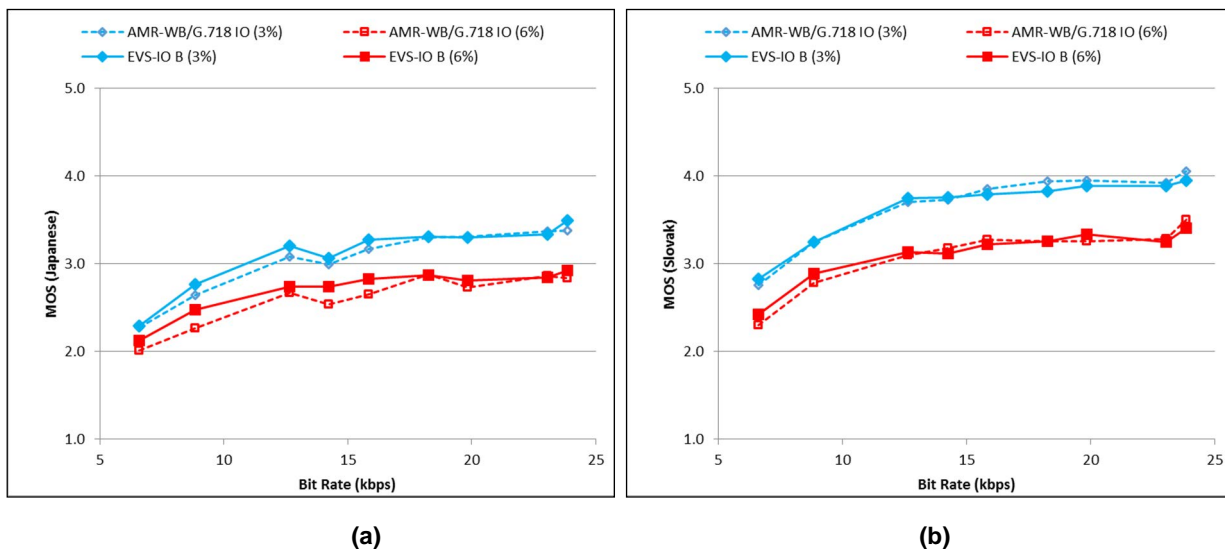 AMR-WB/G.718 IO (3%) AMR-WB/G.718 IO (6%)
EVS-IO B (3%) EVS-IO B (6%)
5.0
4.0
3.0
2.0
1.0
MOS (Japanese)
5 10 15 20 25
Bit Rate (kbps)
(a)
AMR-WB/G.718 IO (3%) AMR-WB/G.718 IO (6%)
EVS-IO B (3%) EVS-IO B (6%)
5.0
4.0
3.0
2.0
1.0
MOS (Slovak)
5 10 15 20 25
Bit Rate (kbps)
(b)